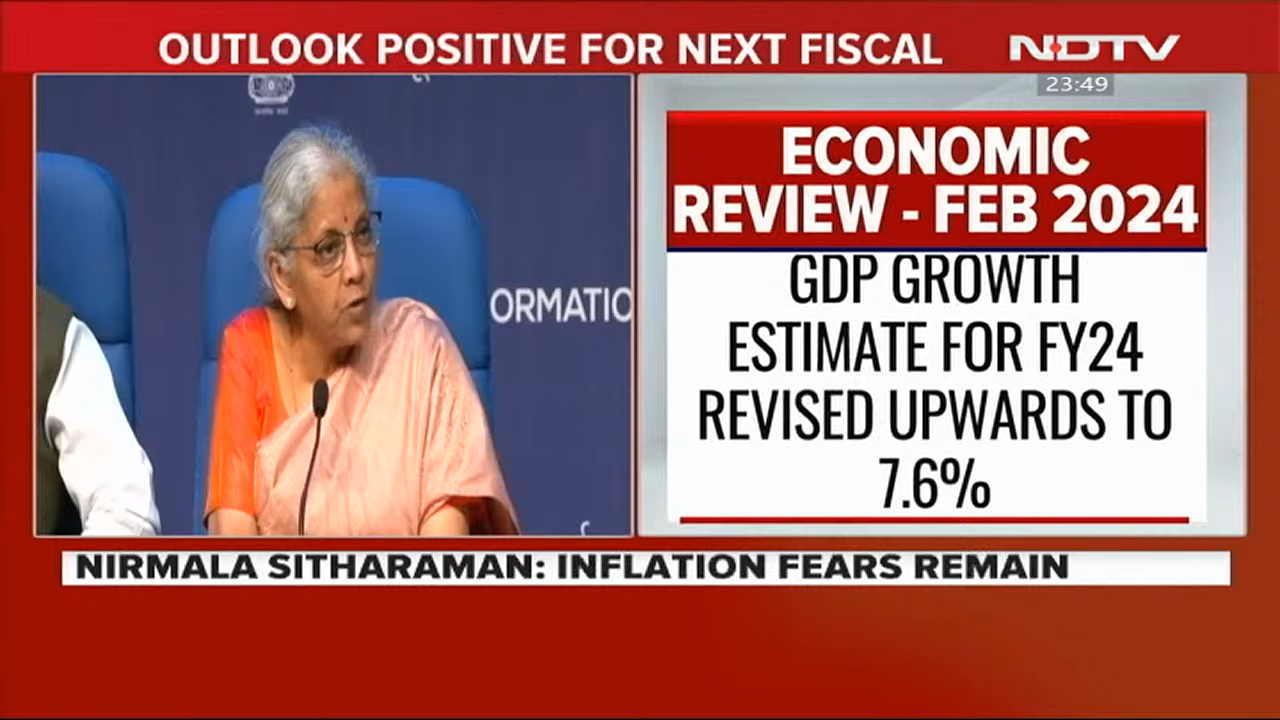 OUTLOOK POSITIVE FOR NEXT FISCAL
NDTV
23:49
ECONOMIC
REVIEW - FEB 2024
GDP GROWTH
ESTIMATE FOR FY24
REVISED UPWARDS TO
7.6%
ORMATIO
NIRMALA SITHARAMAN: INFLATION FEARS REMAIN